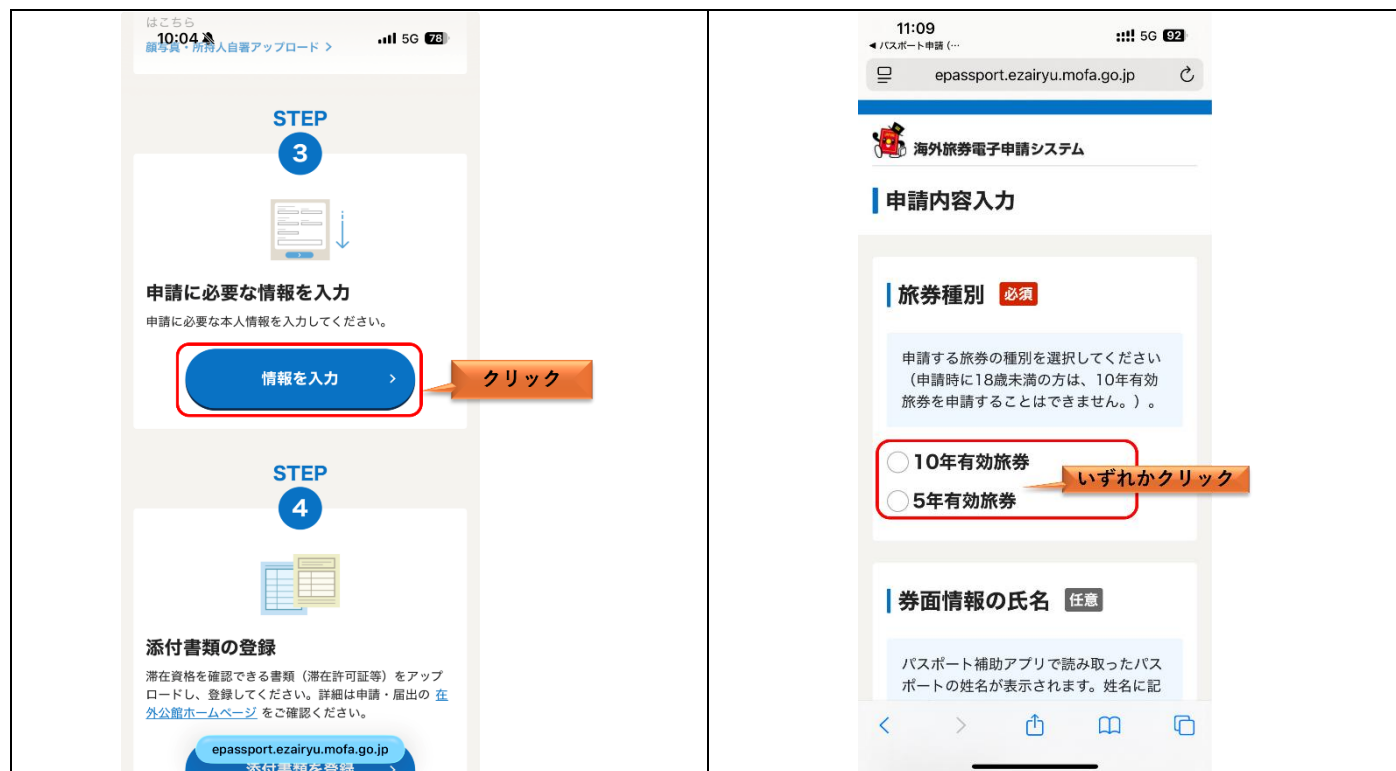 はこちら
10:04
5G 78
顔写真・所持人自署アップロード >
STEP
3
申請に必要な情報を入力
申請に必要な本人情報を入力してください。
情報を入力 >
クリック
STEP
4
添付書類の登録
滞在資格を確認できる書類（滞在許可証等）をアップ
ロードし、登録してください。詳細は申請・届出の 在
外公館ホームページ をご確認ください。
epassport.ezairyu.mofa.go.jp
添付書類を登録
11:09
5G 92
◀ パスポート申請 (…
epassport.ezairyu.mofa.go.jp
海外旅券電子申請システム
申請内容入力
旅券種別 必須
申請する旅券の種別を選択してください
（申請時に18歳未満の方は、10年有効
旅券を申請することはできません。）。
10年有効旅券
いずれかクリック
5年有効旅券
券面情報の氏名 任意
パスポート補助アプリで読み取ったパス
ポートの姓名が表示されます。姓名に記